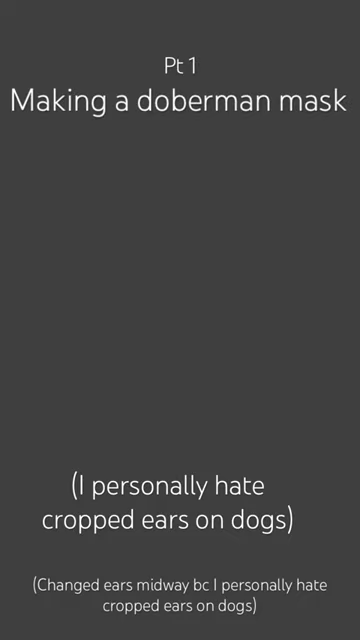 Pt 1
Making a doberman mask
(I personally hate
cropped ears on dogs)
(Changed ears midway bc I personally hate
cropped ears on dogs)